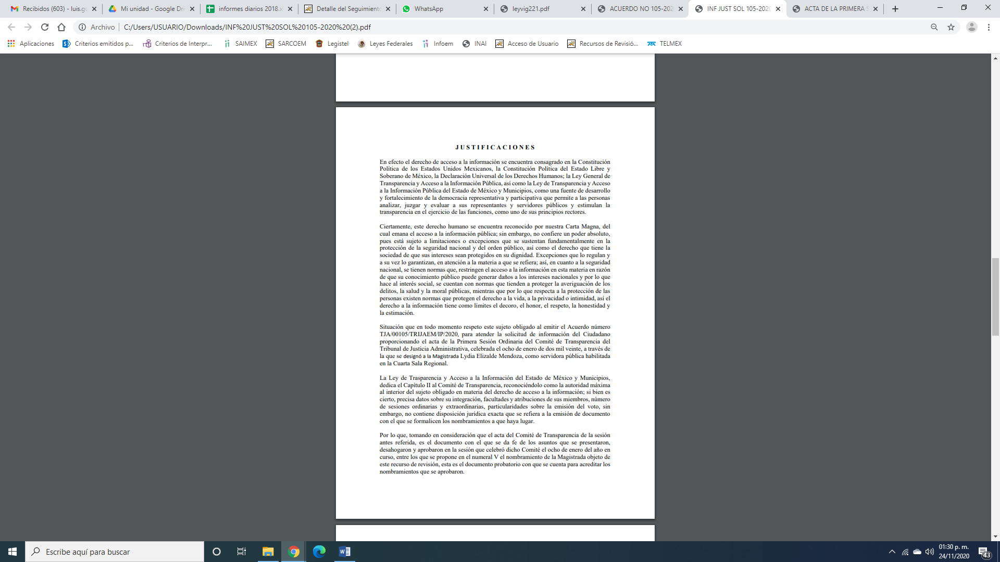 Recibidos (603) - luis.gu
Mi unidad - Google Dri
informes diarios 2018.x
Detalle del Seguimiento
WhatsApp
leyvig221.pdf
ACUERDO NO 105-202
INF JUST SOL 105-2020
ACTA DE LA PRIMERA S
Archivo
C:/Users/USUARIO/Downloads/INF%20JUST%20SOL%20105-2020%20(2).pdf
Aplicaciones
Criterios emitidos p...
Criterios de Interpr...
SAIMEX
SARCOEM
Legistel
Leyes Federales
Infoem
INAI
Acceso de Usuario
Recursos de Revisió...
TELMEX
JUSTIFICACIONES
En efecto el derecho de acceso a la información se encuentra consagrado en la Constitución
Política de los Estados Unidos Mexicanos, la Constitución Política del Estado Libre y
Soberano de México, la Declaración Universal de los Derechos Humanos; la Ley General de
Transparencia y Acceso a la Información Pública, así como la Ley de Transparencia y Acceso
a la Información Pública del Estado de México y Municipios, como una fuente de desarrollo
y fortalecimiento de la democracia representativa y participativa que permite a las personas
analizar, juzgar y evaluar a sus representantes y servidores públicos y estimulan la
transparencia en el ejercicio de las funciones, como uno de sus principios rectores.
Ciertamente, este derecho humano se encuentra reconocido por nuestra Carta Magna, del
cual emana el acceso a la información pública; sin embargo, no confiere un poder absoluto,
pues está sujeto a limitaciones o excepciones que se sustentan fundamentalmente en la
protección de la seguridad nacional y del orden público, así como el derecho que tiene la
sociedad de que sus intereses sean protegidos en su dignidad. Excepciones que lo regulan y
a su vez lo garantizan, en atención a la materia a que se refiera; así, en cuanto a la seguridad
nacional, se tienen normas que, restringen el acceso a la información en esta materia en razón
de que su conocimiento público puede generar daños a los intereses nacionales y por lo que
hace al interés social, se cuentan con normas que tienden a proteger la averiguación de los
delitos, la salud y la moral públicas, mientras que por lo que respecta a la protección de las
personas existen normas que protegen el derecho a la vida, a la privacidad o intimidad, así el
derecho a la información tiene como límites el decoro, el honor, el respeto, la honestidad y
la estimación.
Situación que en todo momento respeto este sujeto obligado al emitir el Acuerdo número
TJA/00105/TRIJAEM/IP/2020, para atender la solicitud de información del Ciudadano
proporcionando el acta de la Primera Sesión Ordinaria del Comité de Transparencia del
Tribunal de Justicia Administrativa, celebrada el ocho de enero de dos mil veinte, a través de
la que se designó a la Magistrada Lydia Elizalde Mendoza, como servidora pública habilitada
en la Cuarta Sala Regional.
La Ley de Trasparencia y Acceso a la Información del Estado de México y Municipios,
dedica el Capítulo II al Comité de Transparencia, reconociéndolo como la autoridad máxima
al interior del sujeto obligado en materia del derecho de acceso a la información; si bien es
cierto, precisa datos sobre su integración, facultades y atribuciones de sus miembros, número
de sesiones ordinarias y extraordinarias, particularidades sobre la emisión del voto, sin
embargo, no contiene disposición jurídica exacta que se refiera a la emisión de documento
con el que se formalicen los nombramientos a que haya lugar.
Por lo que, tomando en consideración que el acta del Comité de Transparencia de la sesión
antes referida, es el documento con el que se da fe de los asuntos que se presentaron,
desahogaron y aprobaron en la sesión que celebró dicho Comité el ocho de enero del año en
curso, entre los que se propone en el numeral V el nombramiento de la Magistrada objeto de
este recurso de revisión, esta es el documento probatorio con que se cuenta para acreditar los
nombramientos que se aprobaron.
Escribe aquí para buscar
01:30 p. m.
24/11/2020
43